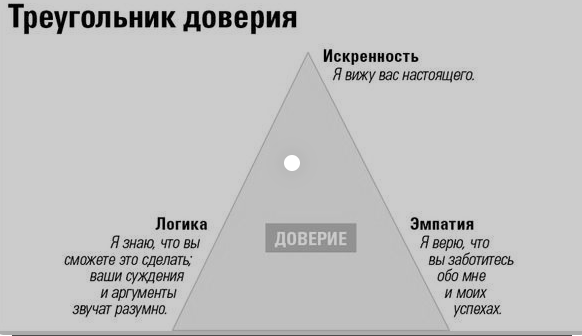 Треугольник доверия
Искренность
Я вижу вас настоящего.
Логика
Я знаю, что вы
сможете это сделать;
ваши суждения
и аргументы
звучат разумно.
ДОВЕРИЕ
Эмпатия
Я верю, что
вы заботитесь
обо мне
и моих
успехах.